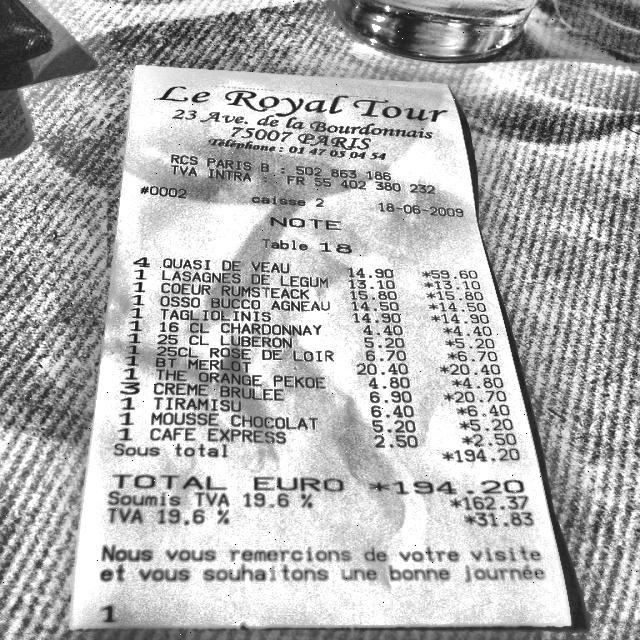 Le Royal Tour
23 Ave. de la Bourdonnais
75007 PARIS
Téléphone : 01 47 05 04 54
RCS PARIS B : 502 863 186
TVA INTRA : FR 55 402 380 232
#0002 caisse 2 18-06-2009
NOTE
Table 18
4 QUASI DE VEAU 14.90 *59.60
1 LASAGNES DE LEGUM 13.10 *13.10
1 COEUR RUMSTEACK 15.80 *15.80
1 OSSO BUCCO AGNEAU 14.50 *14.50
1 TAGLIOLINIS 14.90 *14.90
1 16 CL CHARDONNAY 4.40 *4.40
1 25 CL LUBERON 5.20 *5.20
1 25CL ROSE DE LOIR 6.70 *6.70
1 BT MERLOT 20.40 *20.40
1 THE ORANGE PEKOE 4.80 *4.80
3 CREME BRULEE 6.90 *20.70
1 TIRAMISU 6.40 *6.40
1 MOUSSE CHOCOLAT 5.20 *5.20
1 CAFE EXPRESS 2.50 *2.50
Sous total *194.20
TOTAL EURO *194.20
Soumis TVA 19.6 % *162.37
TVA 19.6 % *31.83
Nous vous remercions de votre visite
et vous souhaitons une bonne journée
1